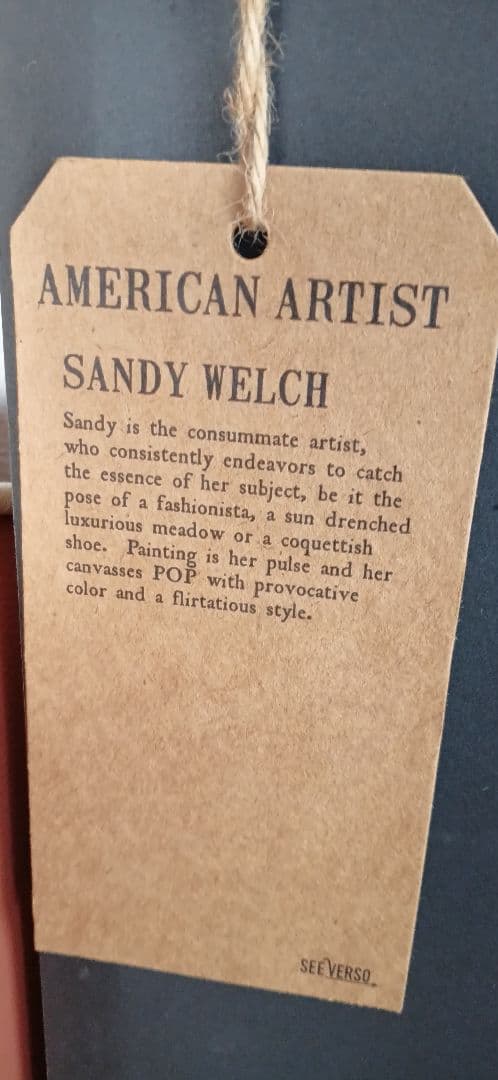 AMERICAN ARTIST
SANDY WELCH
Sandy is the consummate artist,
who consistently endeavors to catch
the essence of her subject, be it the
pose of a fashionista, a sun drenched
luxurious meadow or a coquettish
shoe. Painting is her pulse and her
canvasses POP with provocative
color and a flirtatious style.
SEE VERSO